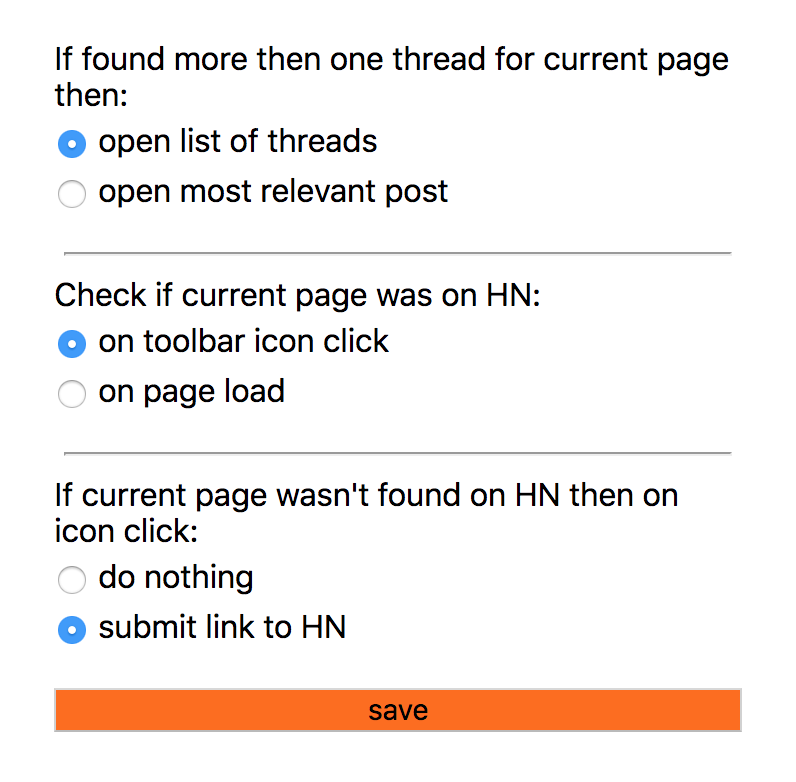 If found more then one thread for current page
then:
open list of threads
open most relevant post
Check if current page was on HN:
on toolbar icon click
on page load
If current page wasn't found on HN then on
icon click:
do nothing
submit link to HN
save